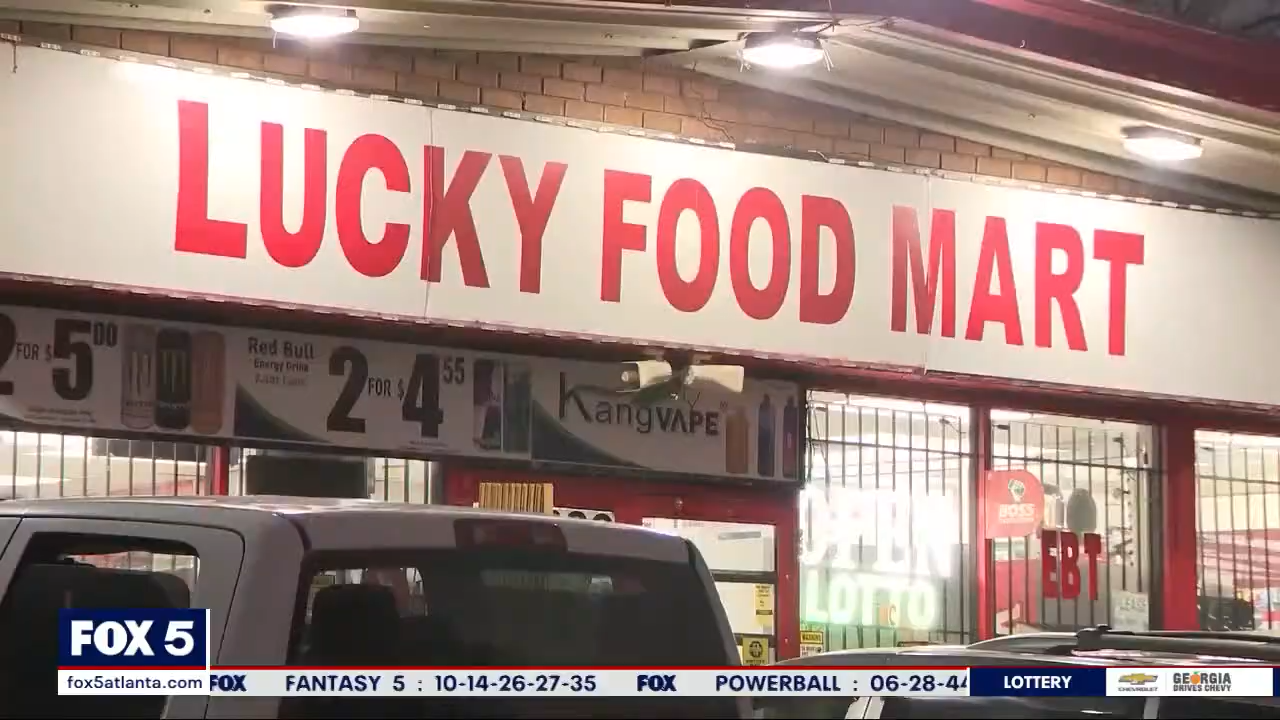 LUCKY FOOD MART
2 FOR $5 00
Red Bull
Energy Drink
2 FOR $4 55
KangVAPE
OPEN
LOTTO
BOSS
EBT
FOX 5
fox5atlanta.com
FOX FANTASY 5 : 10-14-26-27-35 FOX POWERBALL : 06-28-44
LOTTERY
CHEVROLET
GEORGIA
DRIVES CHEVY